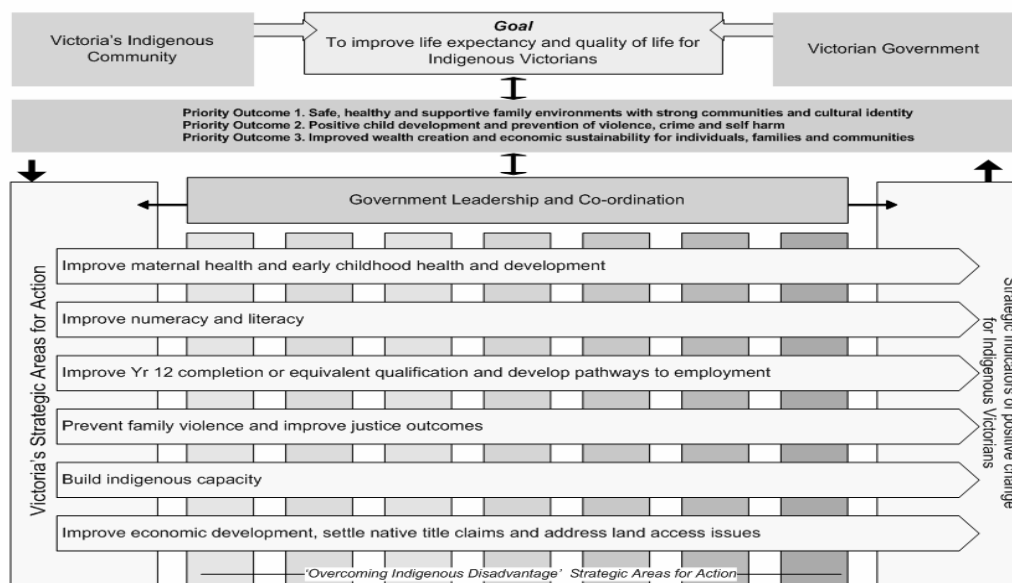 Victoria's Indigenous
Community
Goal
To improve life expectancy and quality of life for
Indigenous Victorians
Victorian Government
Priority Outcome 1. Safe, healthy and supportive family environments with strong communities and cultural identity
Priority Outcome 2. Positive child development and prevention of violence, crime and self harm
Priority Outcome 3. Improved wealth creation and economic sustainability for individuals, families and communities
Government Leadership and Co-ordination
Victoria's Strategic Areas for Action
Improve maternal health and early childhood health and development
Improve numeracy and literacy
Improve Yr 12 completion or equivalent qualification and develop pathways to employment
Prevent family violence and improve justice outcomes
Build indigenous capacity
Improve economic development, settle native title claims and address land access issues
Strategic Indicators of positive change
for Indigenous Victorians
'Overcoming Indigenous Disadvantage' Strategic Areas for Action